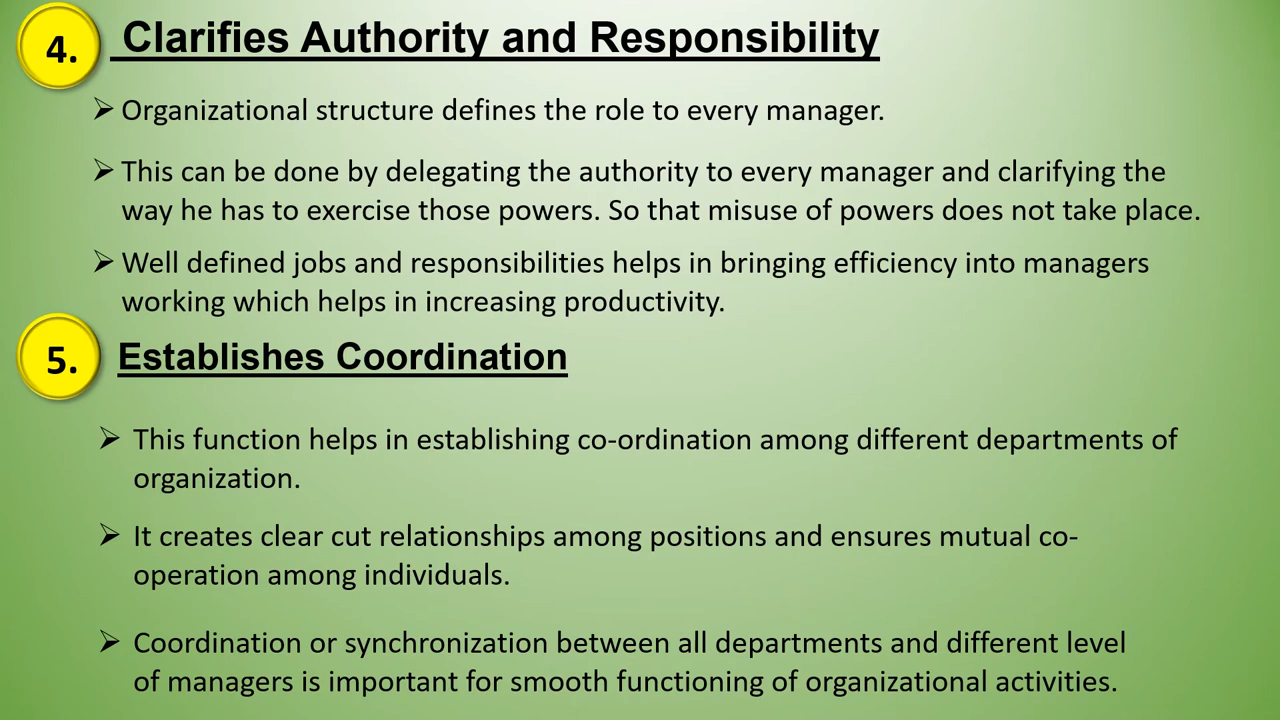 4. Clarifies Authority and Responsibility
➢ Organizational structure defines the role to every manager.
➢ This can be done by delegating the authority to every manager and clarifying the
way he has to exercise those powers. So that misuse of powers does not take place.
➢ Well defined jobs and responsibilities helps in bringing efficiency into managers
working which helps in increasing productivity.
5. Establishes Coordination
➢ This function helps in establishing co-ordination among different departments of
organization.
➢ It creates clear cut relationships among positions and ensures mutual co-
operation among individuals.
➢ Coordination or synchronization between all departments and different level
of managers is important for smooth functioning of organizational activities.